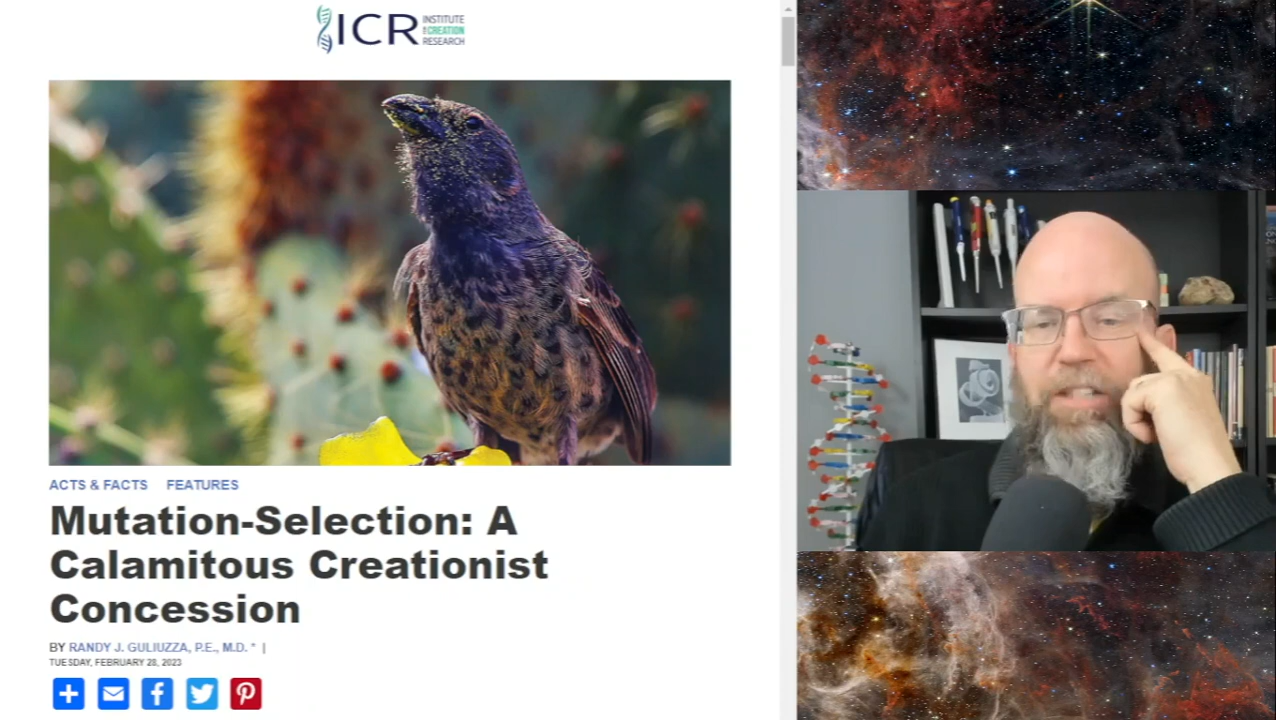 ICR
INSTITUTE
for CREATION
RESEARCH
ACTS & FACTS FEATURES
Mutation-Selection: A
Calamitous Creationist
Concession
BY RANDY J. GULIUZZA, P.E., M.D. * |
TUESDAY, FEBRUARY 28, 2023